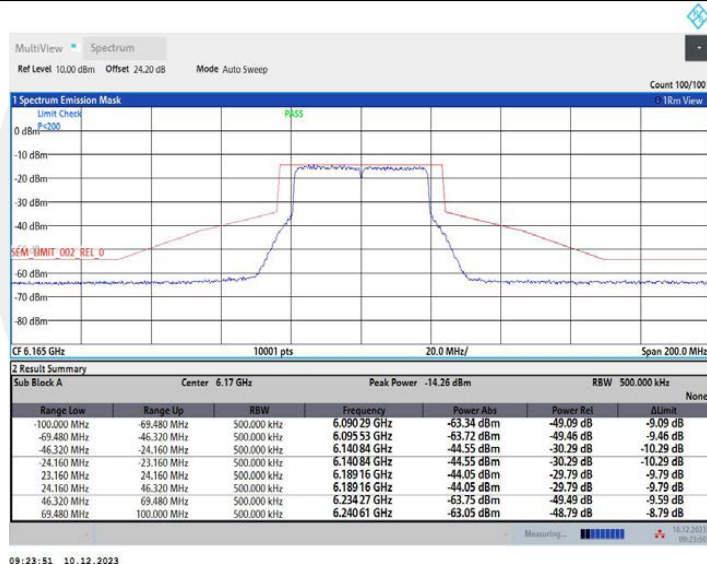 MultiView Spectrum
Ref Level 10.00 dBm Offset 24.20 dB Mode Auto Sweep
Count 100/100
1 Spectrum Emission Mask 1Rm View
Limit Check PASS
P<200
0 dBm
-10 dBm
-20 dBm
-30 dBm
-40 dBm
SEM_LIMIT_002_REL_0
-60 dBm
-70 dBm
-80 dBm
CF 6.165 GHz 10001 pts 20.0 MHz/ Span 200.0 MHz
2 Result Summary
Sub Block A Center 6.17 GHz Peak Power -14.26 dBm RBW 500.000 kHz
None
Range Low Range Up RBW Frequency Power Abs Power Rel ΔLimit
-100.000 MHz -69.480 MHz 500.000 kHz 6.090 29 GHz -63.34 dBm -49.09 dB -9.09 dB
-69.480 MHz -46.320 MHz 500.000 kHz 6.095 53 GHz -63.72 dBm -49.46 dB -9.46 dB
-46.320 MHz -24.160 MHz 500.000 kHz 6.140 84 GHz -44.55 dBm -30.29 dB -10.29 dB
-24.160 MHz -23.160 MHz 500.000 kHz 6.140 84 GHz -44.55 dBm -30.29 dB -10.29 dB
23.160 MHz 24.160 MHz 500.000 kHz 6.189 16 GHz -44.05 dBm -29.79 dB -9.79 dB
24.160 MHz 46.320 MHz 500.000 kHz 6.189 16 GHz -44.05 dBm -29.79 dB -9.79 dB
46.320 MHz 69.480 MHz 500.000 kHz 6.234 27 GHz -63.75 dBm -49.49 dB -9.59 dB
69.480 MHz 100.000 MHz 500.000 kHz 6.240 61 GHz -63.05 dBm -48.79 dB -8.79 dB
Measuring... 10.12.2023
09:23:50
09:23:51 10.12.2023